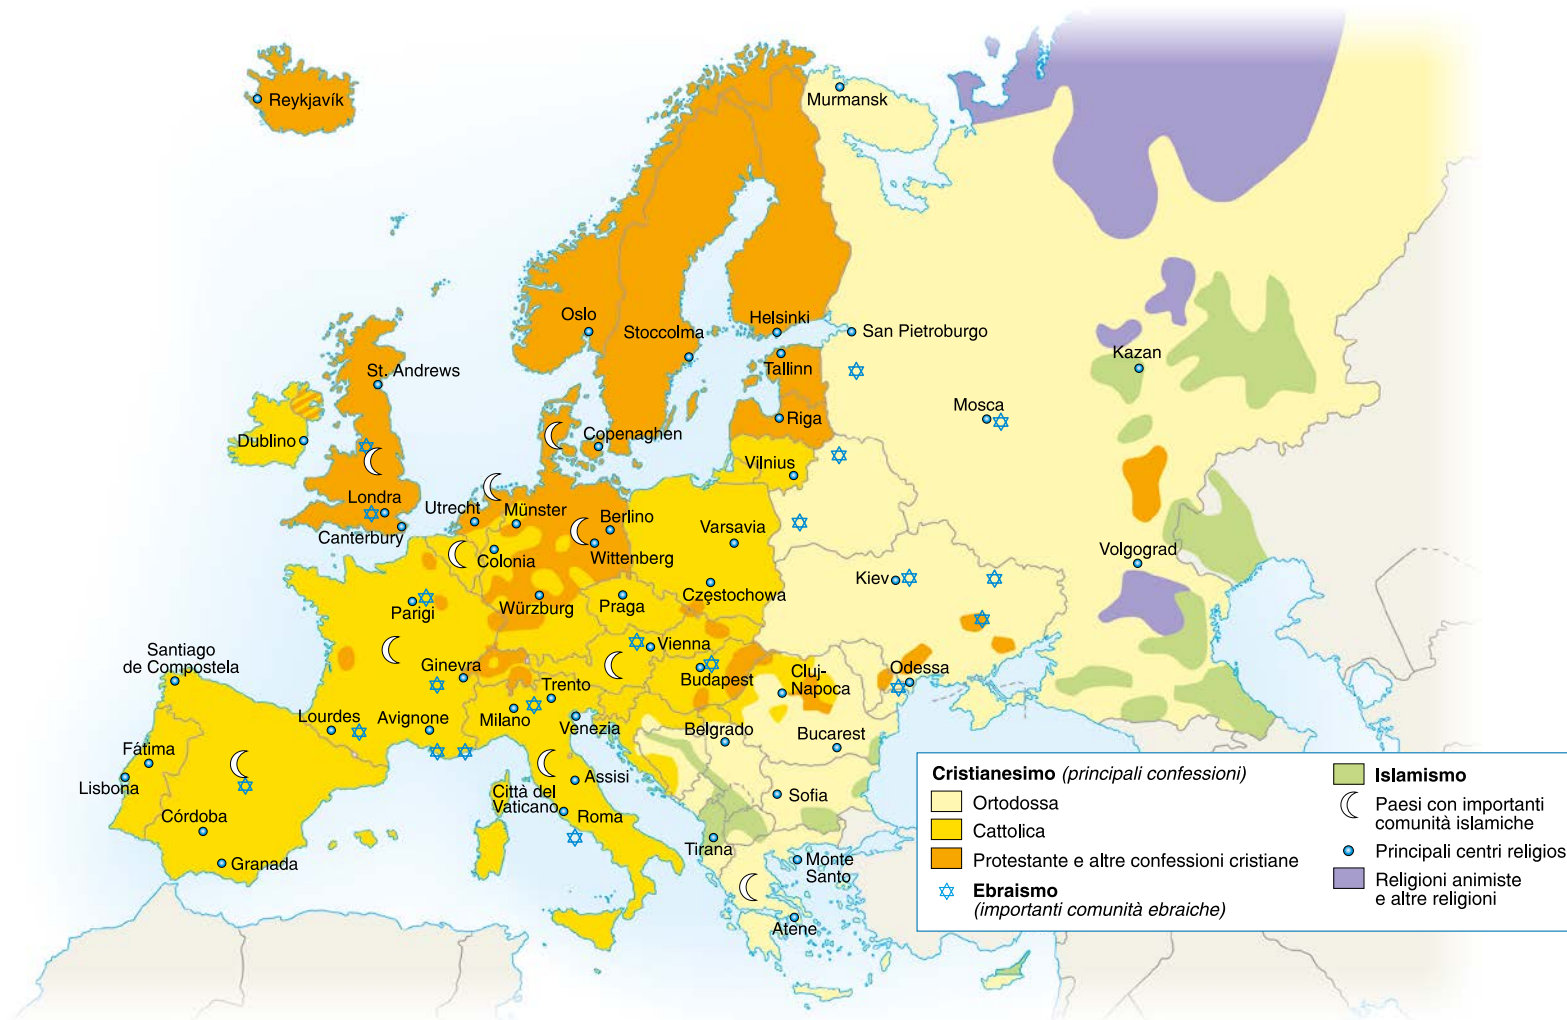 Reykjavík
Murmansk
Oslo
Stoccolma
Helsinki
San Pietroburgo
Tallinn
Kazan
St. Andrews
Mosca
Riga
Dublino
Copenaghen
Vilnius
Londra
Utrecht
Münster
Berlino
Varsavia
Canterbury
Colonia
Wittenberg
Volgograd
Kiev
Parigi
Würzburg
Praga
Częstochowa
Santiago
de Compostela
Vienna
Ginevra
Budapest
Cluj-
Napoca
Odessa
Trento
Lourdes
Avignone
Milano
Venezia
Belgrado
Bucarest
Fátima
Lisbona
Assisi
Città del
Vaticano
Roma
Sofia
Córdoba
Tirana
Granada
Monte
Santo
Atene
Cristianesimo (principali confessioni)
Ortodossa
Cattolica
Protestante e altre confessioni cristiane
Ebraismo
(importanti comunità ebraiche)
Islamismo
Paesi con importanti
comunità islamiche
Principali centri religios
Religioni animiste
e altre religioni